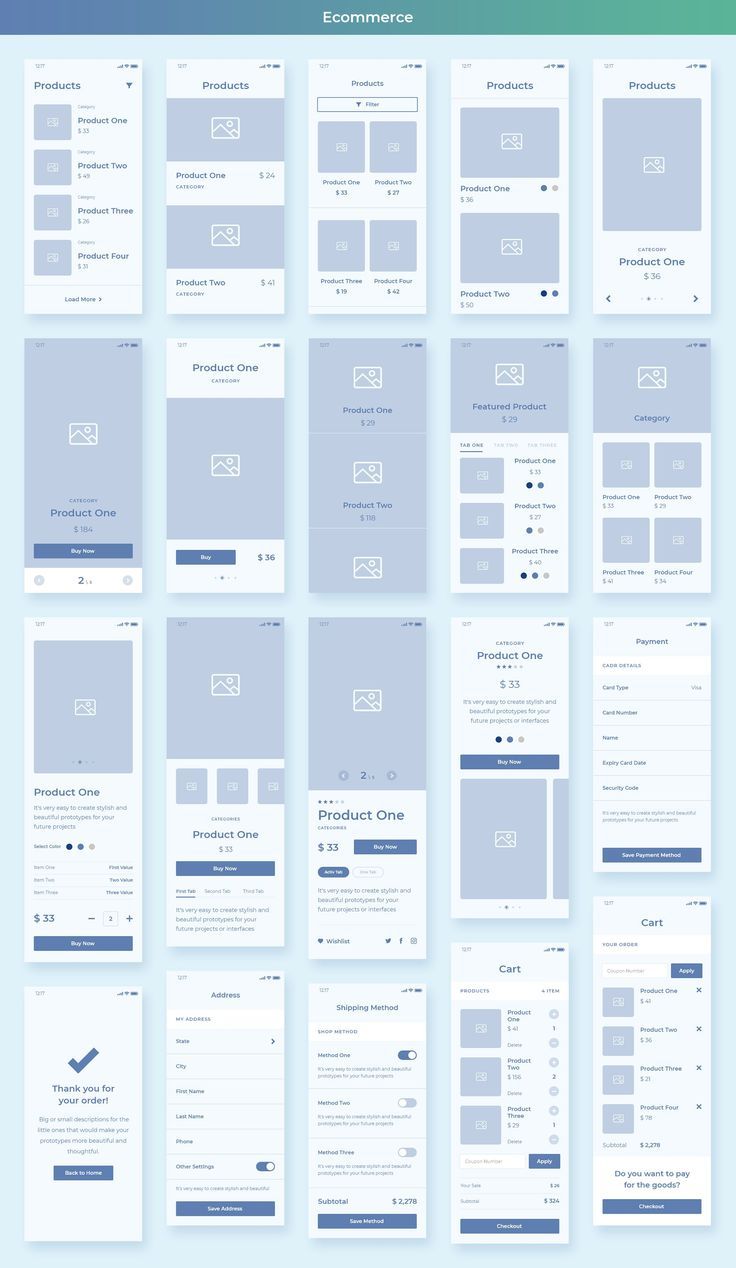 Ecommerce
12:17
Products
Category
Product One
$ 33
Category
Product Two
$ 49
Category
Product Three
$ 26
Category
Product Four
$ 31
Load More
12:17
Products
Product One $ 24
CATEGORY
Product Two $ 41
CATEGORY
12:17
Products
Filter
Product One Product Two
$ 33 $ 27
Product Three Product Four
$ 19 $ 42
12:17
Products
Product One
$ 36
Product Two
$ 50
12:17
Products
CATEGORY
Product One
$ 36
12:17
CATEGORY
Product One
$ 184
Buy Now
2 \ 6
12:17
Product One
CATEGORY
Buy $ 36
12:17
Product One
$ 29
Product Two
$ 118
12:17
Featured Product
$ 29
TAB ONE TAB TWO TAB THREE
Product One
$ 33
Product Two
$ 27
Product Three
$ 40
12:17
Category
Product One Product Two
$ 33 $ 29
Product Three Product Four
$ 41 $ 34
12:17
Product One
It's very easy to create stylish and
beautiful prototypes for your
future projects
Select Color
Item One First Value
Item Two Two Value
Item Three Three Value
$ 33 2
Buy Now
12:17
CATEGORIES
Product One
$ 33
Buy Now
First Tab Second Tab Third Tab
It's very easy to create stylish and
beautiful prototypes for your
future projects or interfaces
12:17
2 \ 6
Product One
CATEGORIES
$ 33 Buy Now
Activ Tab One Tab
It's very easy to create stylish and
beautiful prototypes for your
future projects or interfaces
Wishlist
12:17
CATEGORY
Product One
$ 33
It's very easy to create stylish and
beautiful prototypes for your
future projects or interfaces
Buy Now
12:17
Payment
CADR DETAILS
Card Type Visa
Card Number
Name
Expiry Card Date
Security Code
It's very easy to create stylish and beautiful
prototypes for your future projects
Save Payment Method
12:17
Thank you for
your order!
Big or small descriptions for the
little ones that would make your
prototypes more beautiful and
thoughtful.
Back to Home
12:17
Address
MY ADDRESS
State
City
First Name
Last Name
Phone
Other Settings
It's very easy to create stylish and beautiful
Save Address
12:17
Shipping Method
SHOP METHOD
Method One
It's very easy to create stylish and beautiful
prototypes for your future projects
Method Two
It's very easy to create stylish and beautiful
prototypes for your future projects
Method Three
It's very easy to create stylish and beautiful
prototypes for your future projects
Subtotal $ 2,278
Save Method
12:17
Cart
PRODUCTS 4 ITEM
Product
One
$ 41 1
Delete
Product
Two
$ 156 2
Delete
Product
Three
$ 29 1
Delete
Coupon Number Apply
Your Sale $ 26
Subtotal $ 324
Checkout
12:17
Cart
YOUR ORDER
Coupon Number Apply
Product One
$ 41
Product Two
$ 36
Product Three
$ 21
Product Four
$ 78
Subtotal $ 2,278
Do you want to pay
for the goods?
Checkout